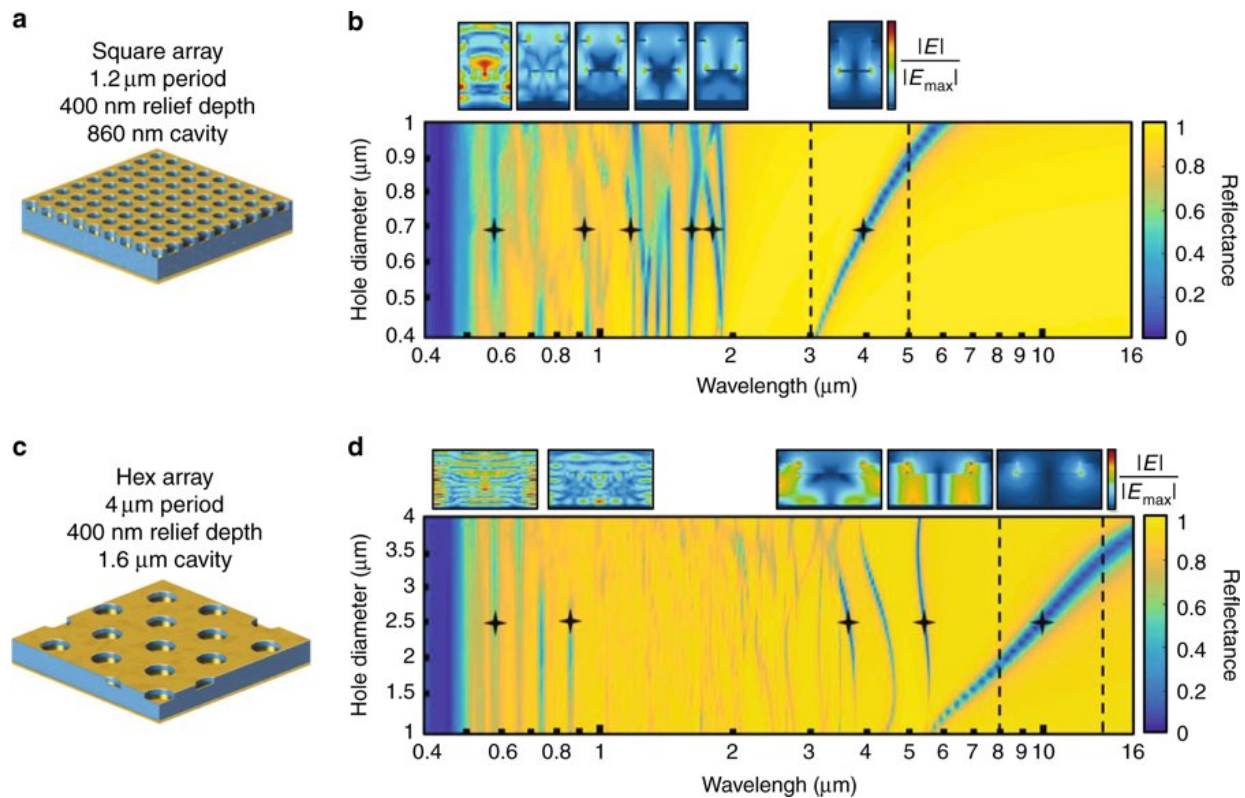 a
Square array
1.2 μm period
400 nm relief depth
860 nm cavity
b
|E|
|Emax|
Hole diameter (μm)
1
0.9
0.8
0.7
0.6
0.5
0.4
0.4 0.6 0.8 1 2 3 4 5 6 7 8 9 10 16
Wavelength (μm)
1
0.8
0.6
0.4
0.2
0
Reflectance
c
Hex array
4 μm period
400 nm relief depth
1.6 μm cavity
d
|E|
|Emax|
Hole diameter (μm)
4
3.5
3
2.5
2
1.5
1
0.4 0.6 0.8 1 2 3 4 5 6 7 8 9 10 16
Wavelengh (μm)
1
0.8
0.6
0.4
0.2
0
Reflectance